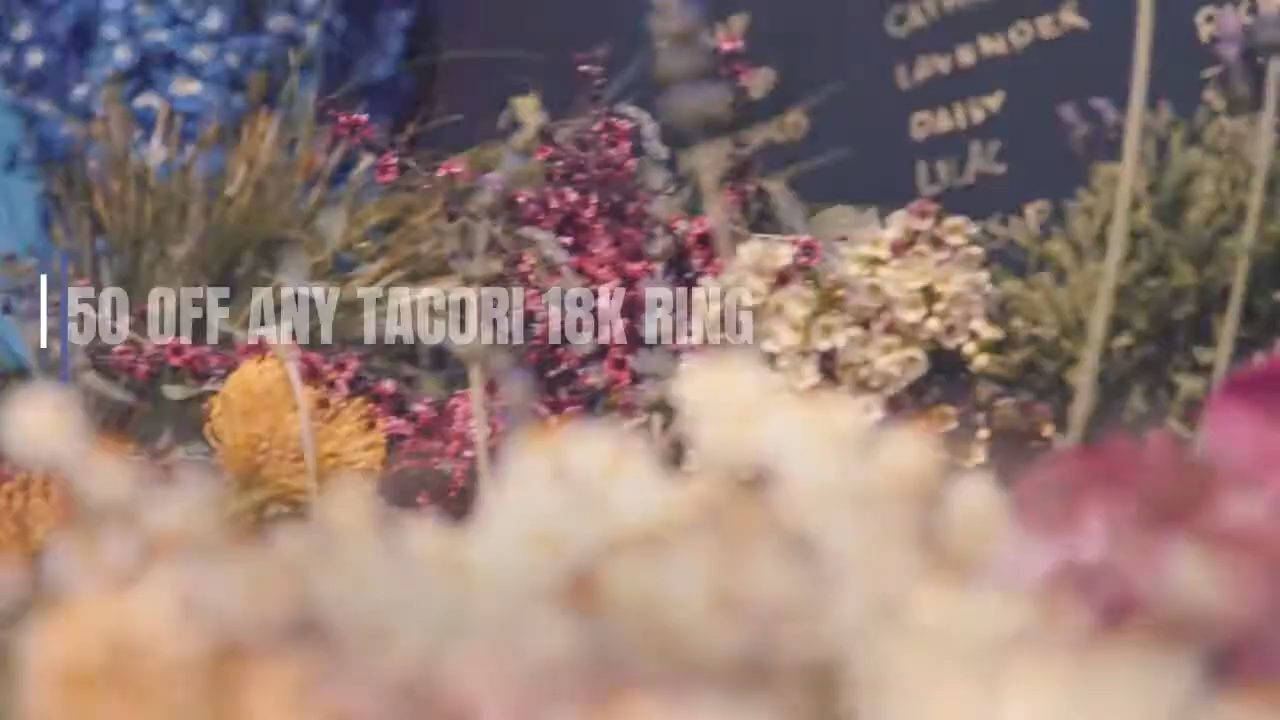 LAVENDER
DAISY
LILAC
50 OFF ANY TACORI 18K RING